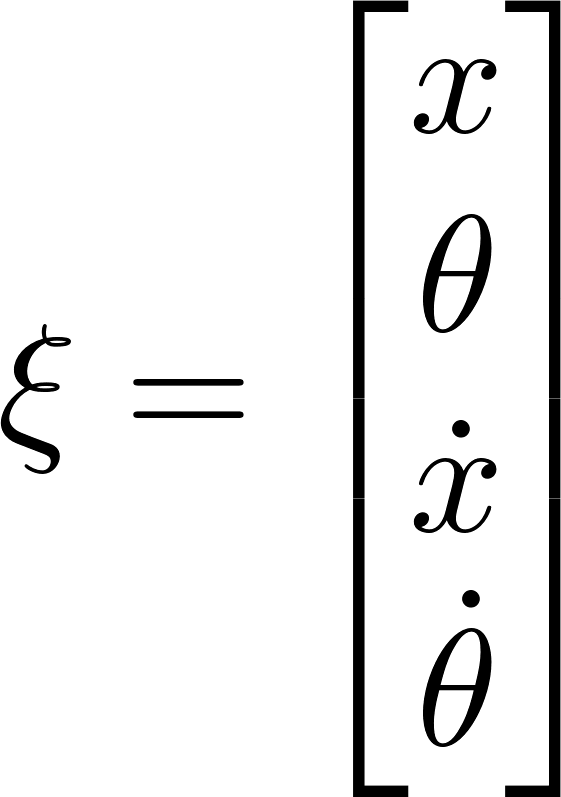 ξ = [
x
θ
ẋ
θ̇
]